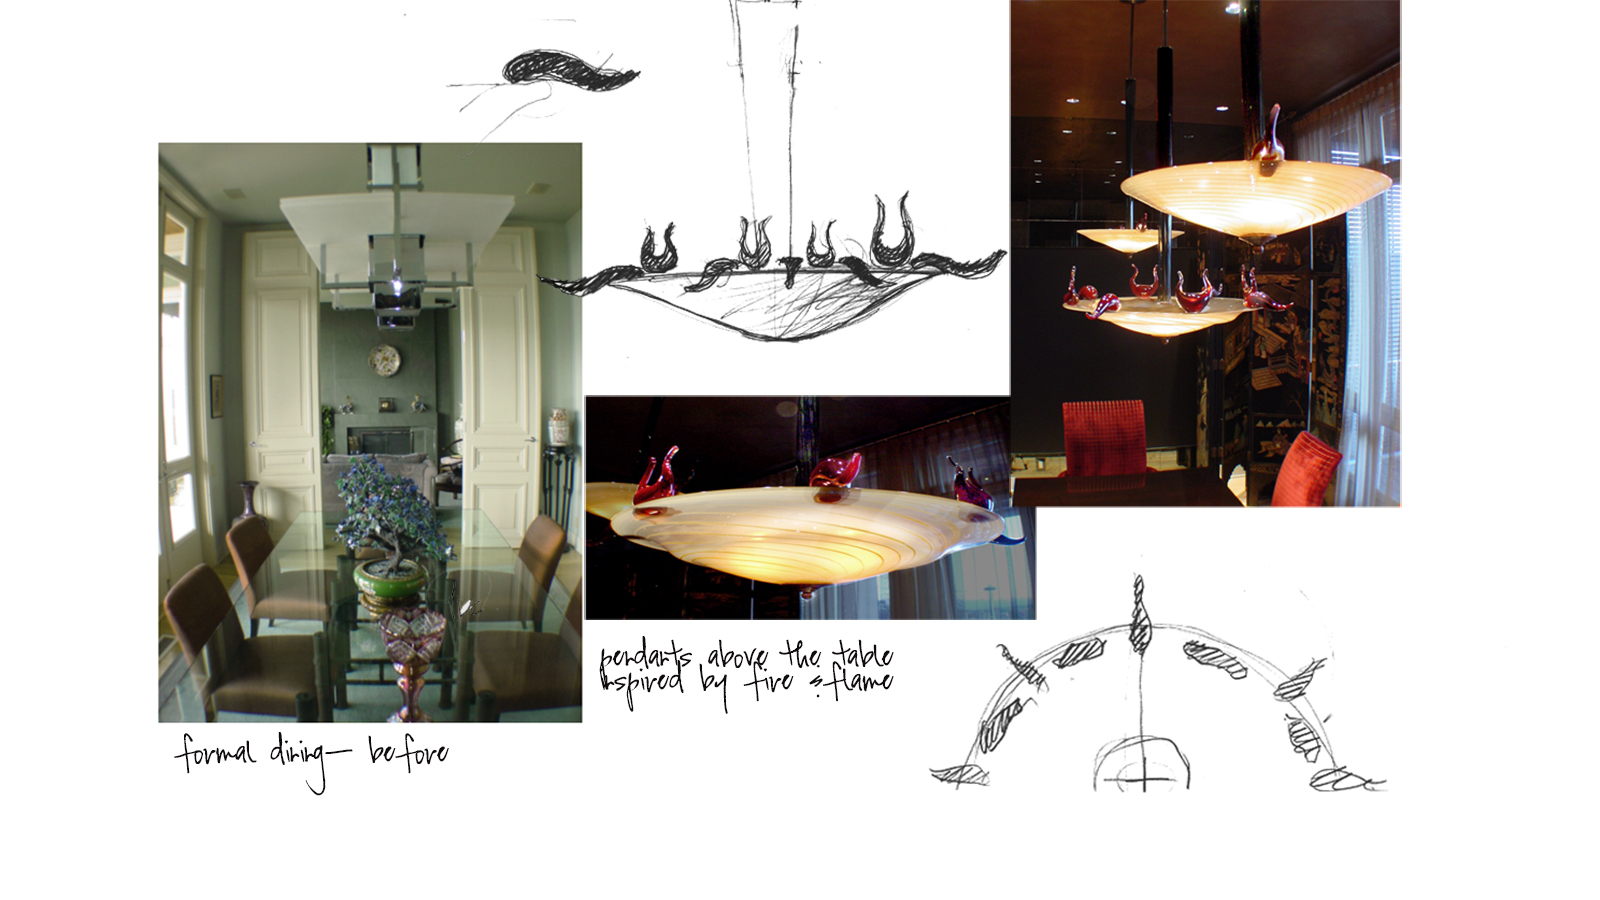 pendants above the table
inspired by fire & flame
formal dining— before